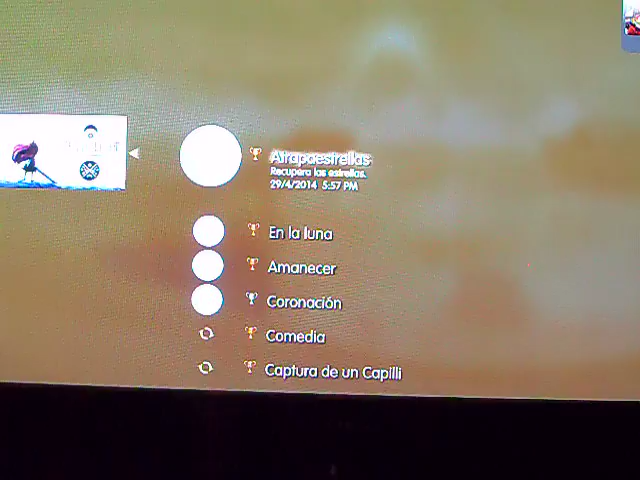 Atrapaestrellas
Recupera las estrellas.
29/4/2014 5:57 PM
En la luna
Amanecer
Coronación
Comedia
Captura de un Capilli